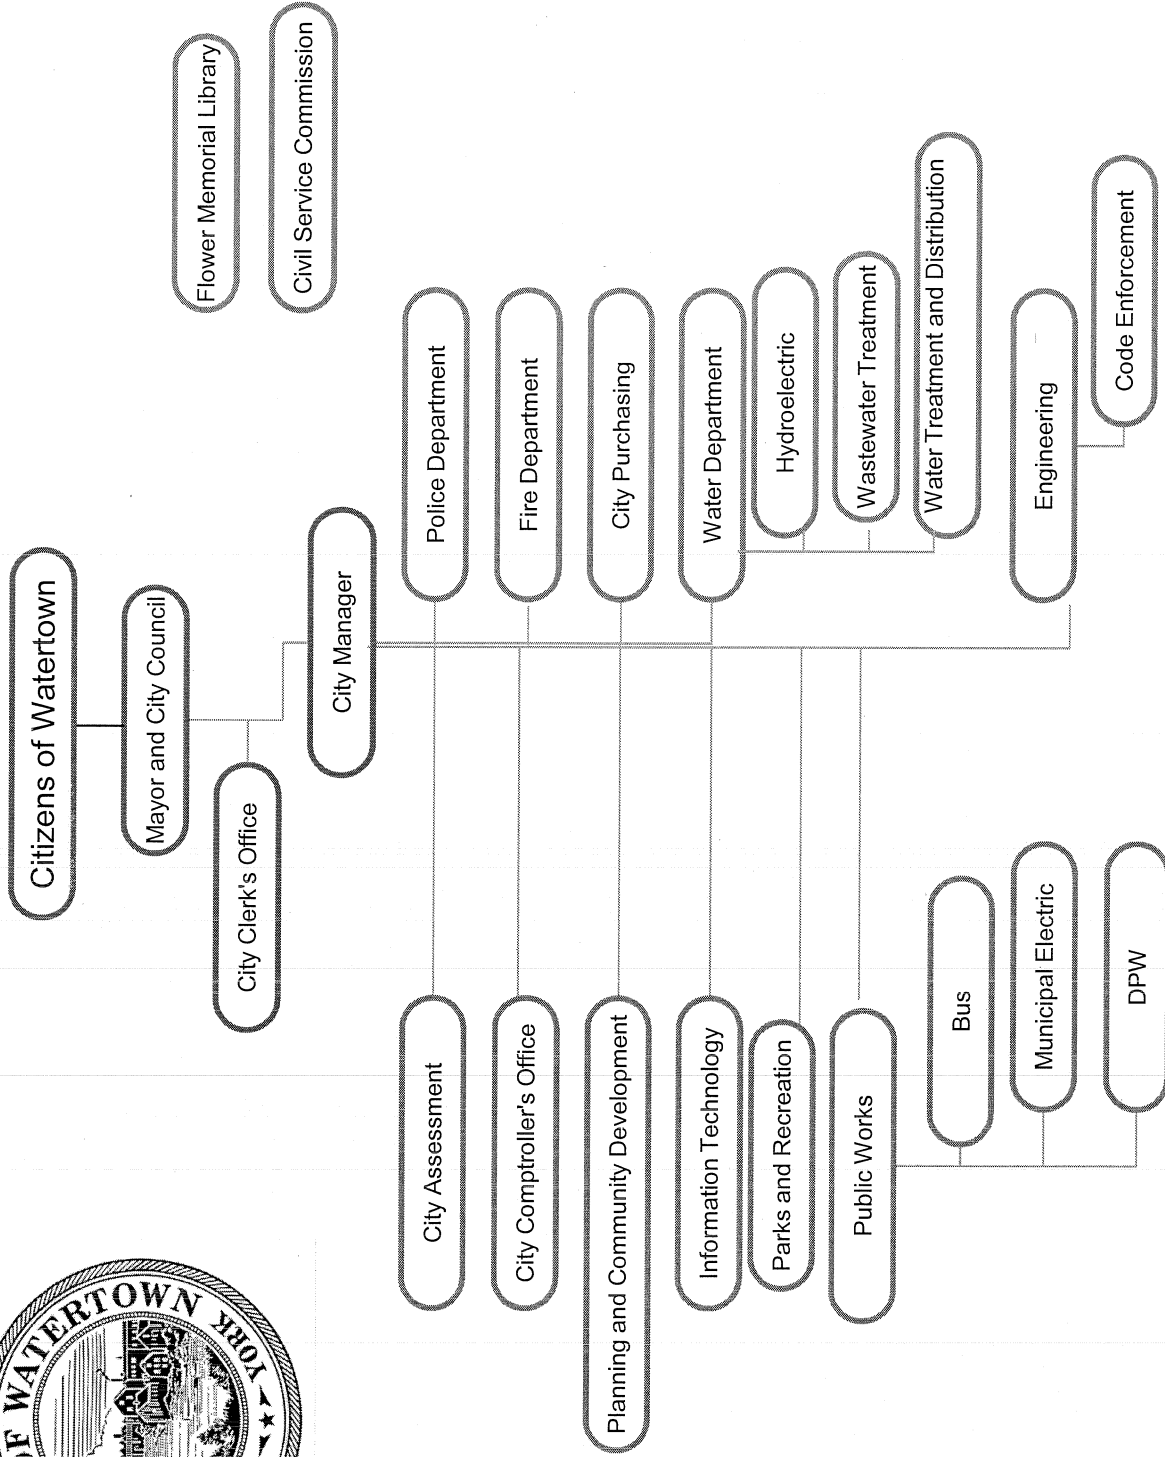 Citizens of Watertown
Mayor and City Council
City Clerk's Office
City Manager
Flower Memorial Library
Civil Service Commission
City Assessment
City Comptroller's Office
Planning and Community Development
Information Technology
Parks and Recreation
Public Works
Bus
Municipal Electric
DPW
Police Department
Fire Department
City Purchasing
Water Department
Hydroelectric
Wastewater Treatment
Water Treatment and Distribution
Engineering
Code Enforcement
OF WATERTOWN
YORK